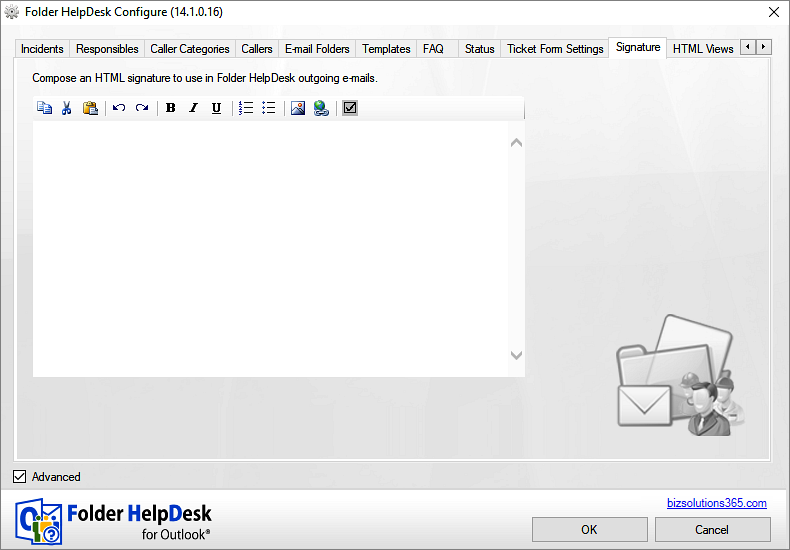 Folder HelpDesk Configure (14.1.0.16)
Incidents Responsibles Caller Categories Callers E-mail Folders Templates FAQ Status Ticket Form Settings Signature HTML Views
Compose an HTML signature to use in Folder HelpDesk outgoing e-mails.
B I U
Advanced
Folder HelpDesk
for Outlook®
bizsolutions365.com
OK Cancel